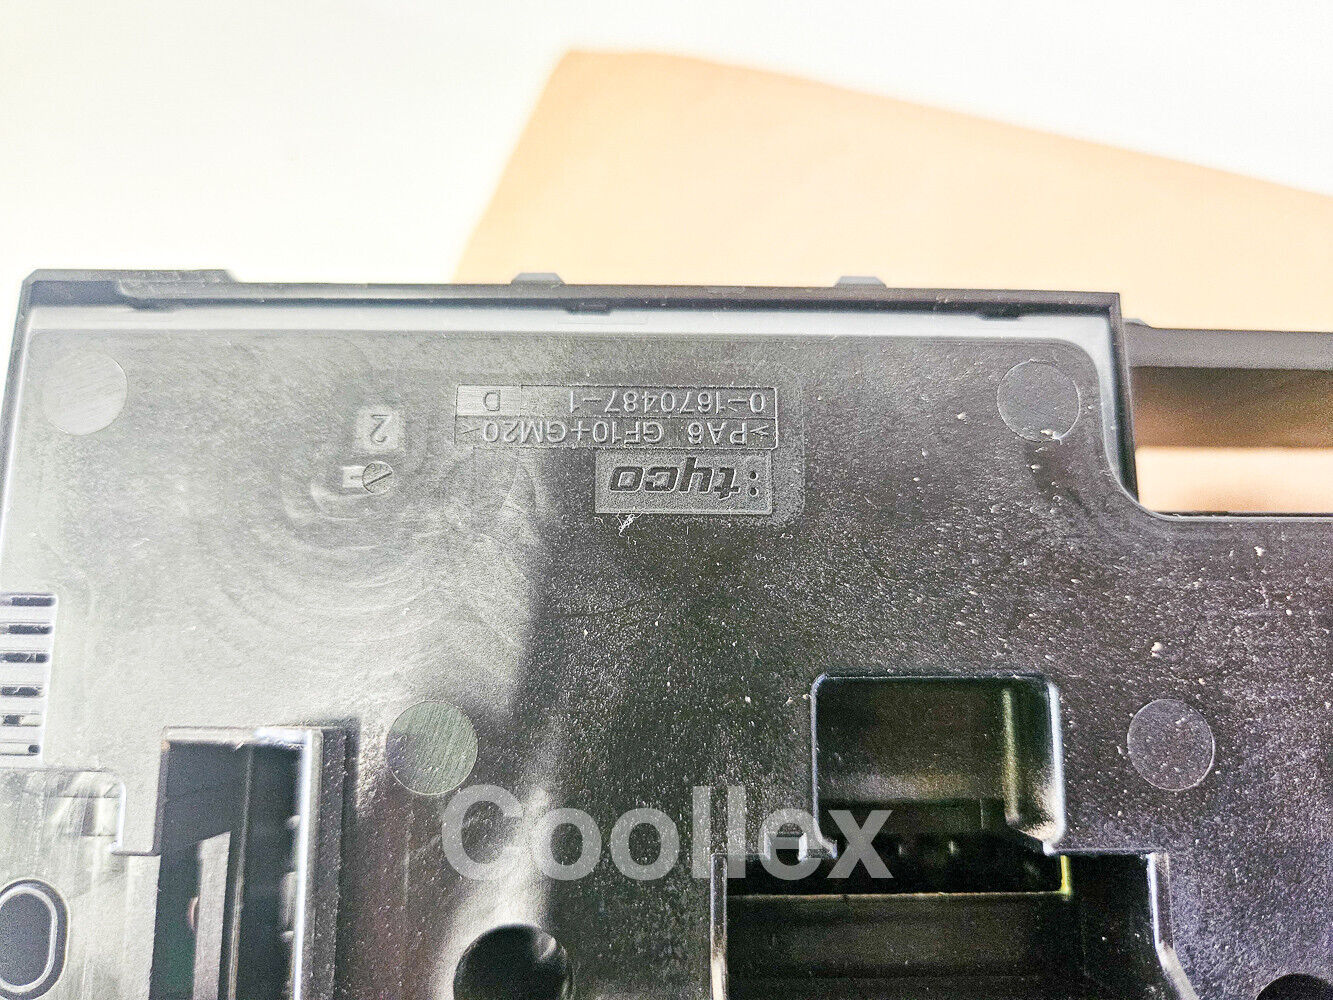 :tyco
>PA6 GF10+GM20<
0-1670487-1 D
2
Coollex